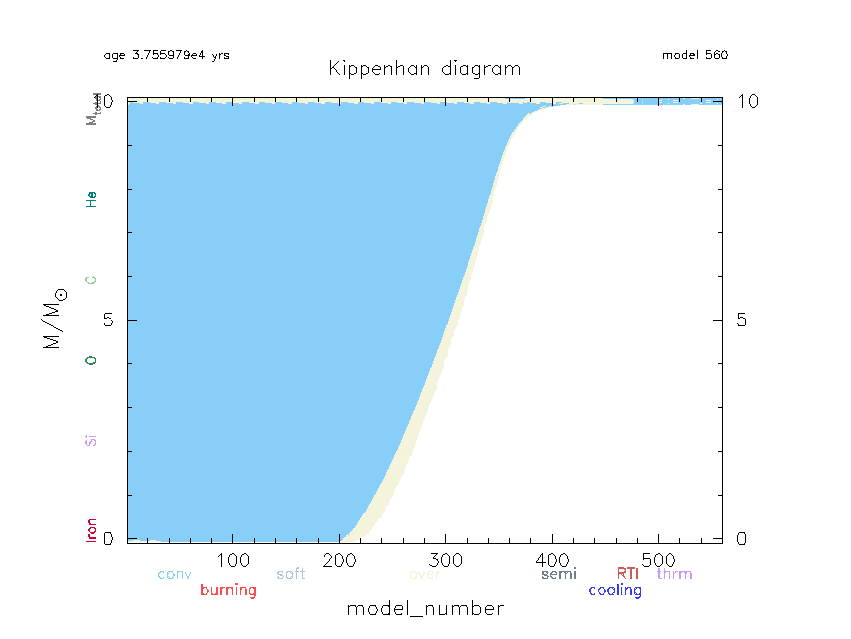 age 3.755979e4 yrs
model 560
Kippenhan diagram
M_total
10
10
He
C
M/M☉
5
5
O
Si
Iron
0
0
100 200 300 400 500
conv soft over semi RTI thrm
burning cooling
model_number